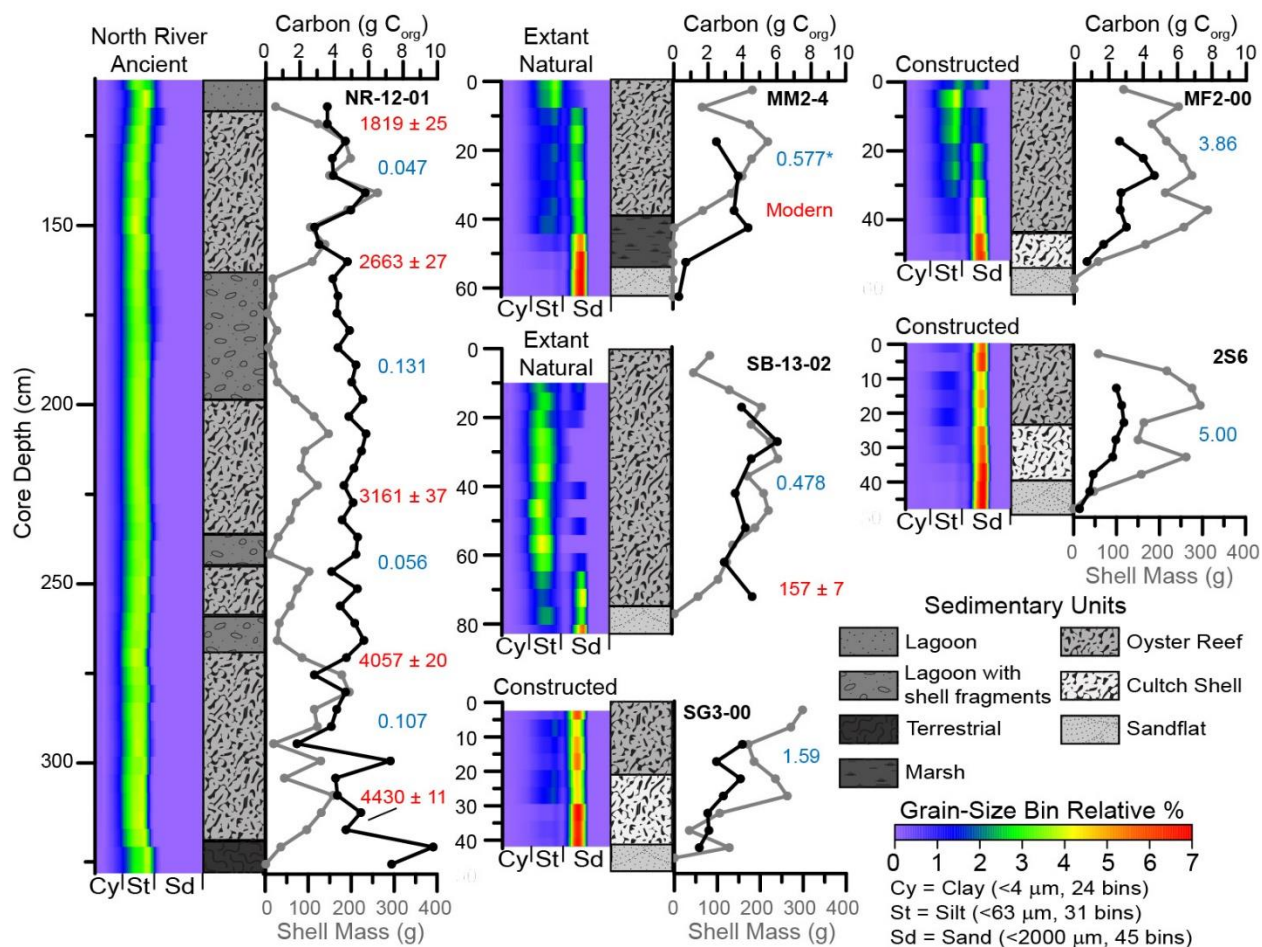 North River
Ancient
Carbon (g Corg)
0 2 4 6 8 10
NR-12-01
1819 ± 25
0.047
2663 ± 27
0.131
3161 ± 37
0.056
4057 ± 20
0.107
4430 ± 11
Core Depth (cm)
150
200
250
300
Cy St Sd
0 100 200 300 400
Shell Mass (g)
Extant
Natural
Carbon (g Corg)
0 2 4 6 8 10
MM2-4
0
20
40
60
0.577*
Modern
Cy St Sd
Extant
Natural
SB-13-02
0
20
40
60
80
0.478
157 ± 7
Cy St Sd
Constructed
SG3-00
0
10
20
30
40
1.59
Cy St Sd
0 100 200 300 400
Shell Mass (g)
Constructed
Carbon (g Corg)
0 2 4 6 8 10
MF2-00
0
20
40
3.86
Cy St Sd
Constructed
2S6
0
10
20
30
40
5.00
Cy St Sd
0 100 200 300 400
Shell Mass (g)
Sedimentary Units
Lagoon
Oyster Reef
Lagoon with
shell fragments
Cultch Shell
Terrestrial
Sandflat
Marsh
Grain-Size Bin Relative %
0 1 2 3 4 5 6 7
Cy = Clay (<4 µm, 24 bins)
St = Silt (<63 µm, 31 bins)
Sd = Sand (<2000 µm, 45 bins)